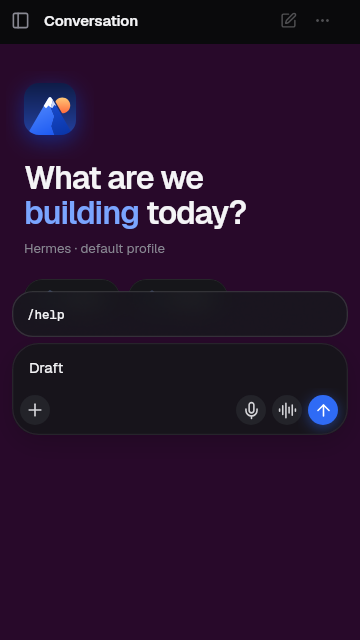 Conversation
What are we
building today?
Hermes · default profile
/help
Draft